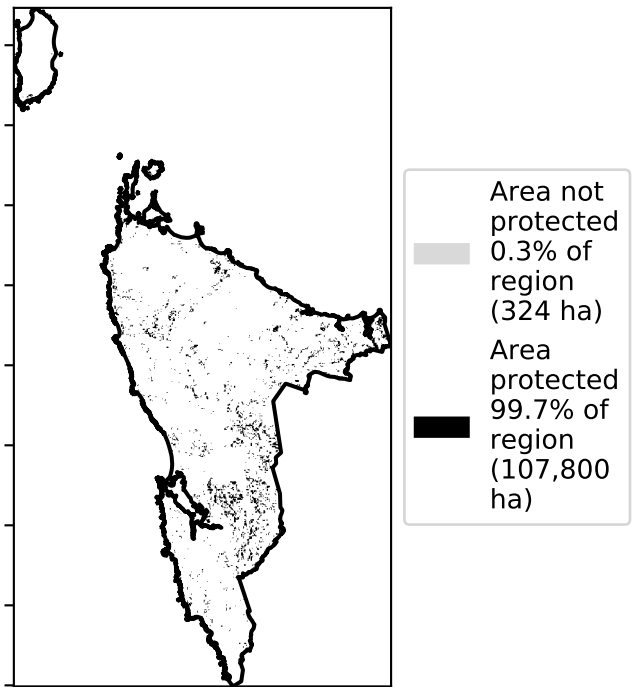 Area not
protected
0.3% of
region
(324 ha)
Area
protected
99.7% of
region
(107,800
ha)